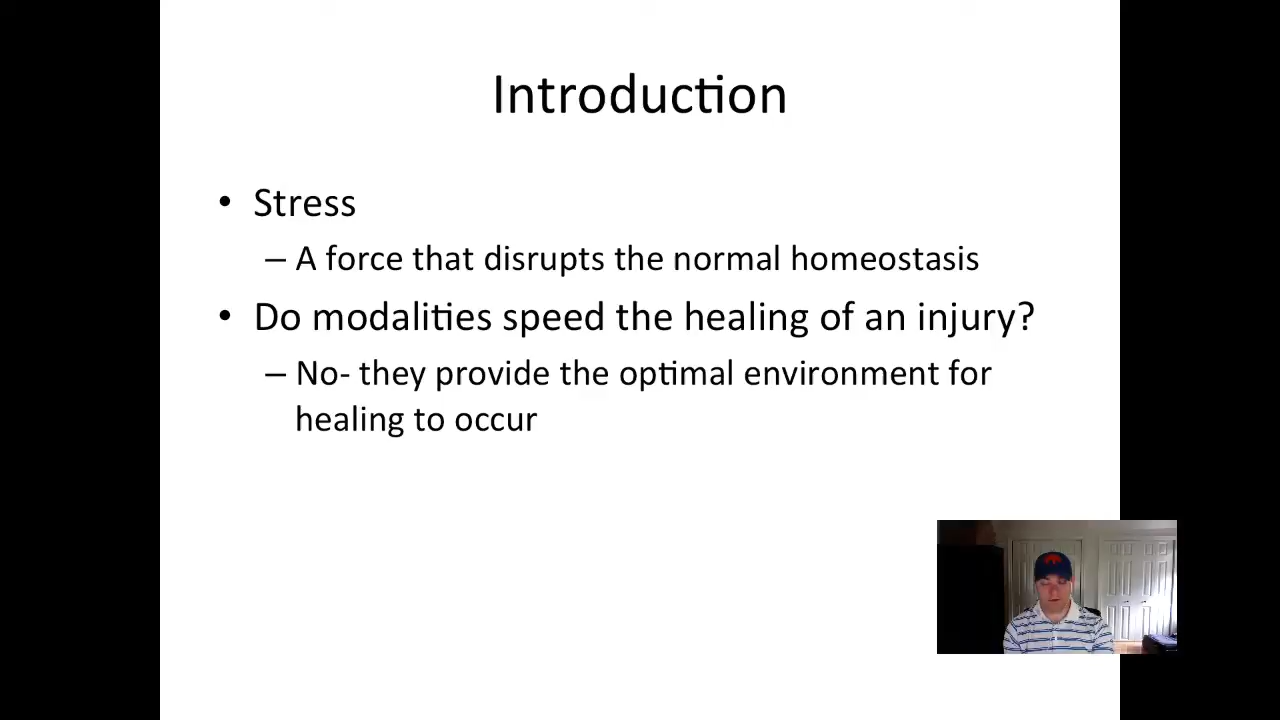 Introduction
• Stress
– A force that disrupts the normal homeostasis
• Do modalities speed the healing of an injury?
– No- they provide the optimal environment for
healing to occur